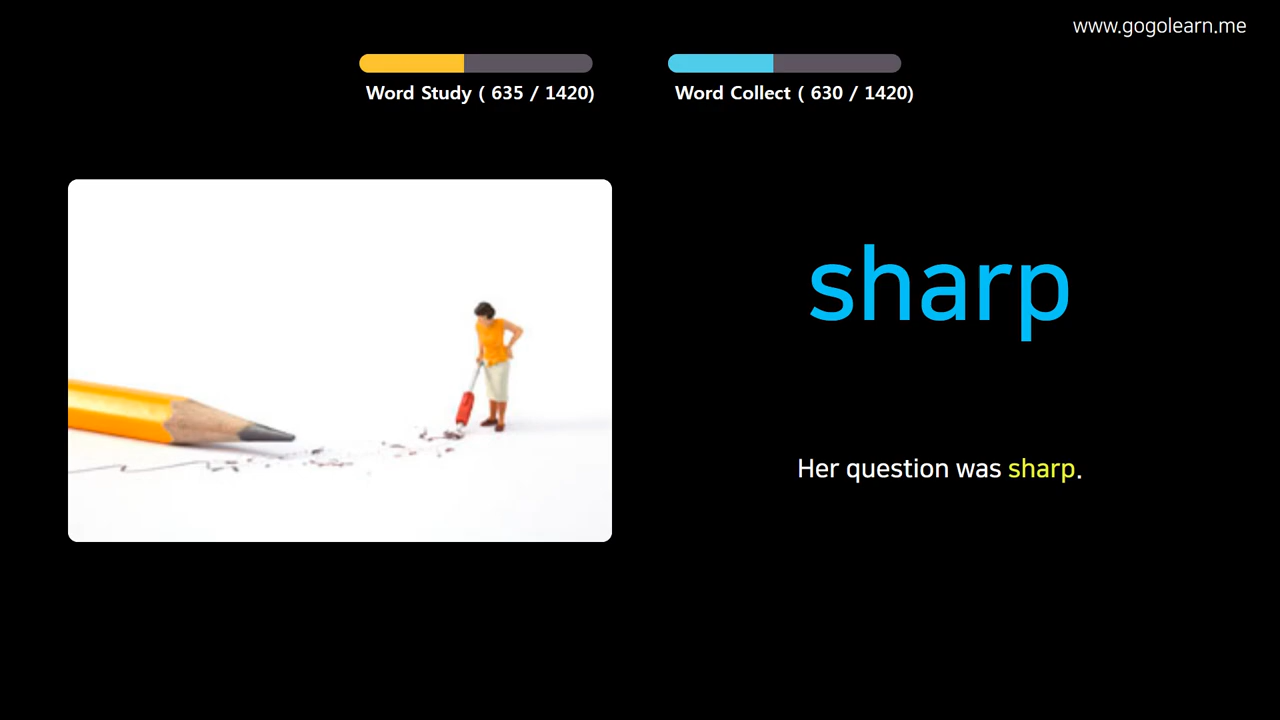 www.gogolearn.me
Word Study ( 635 / 1420)
Word Collect ( 630 / 1420)
sharp
Her question was sharp.